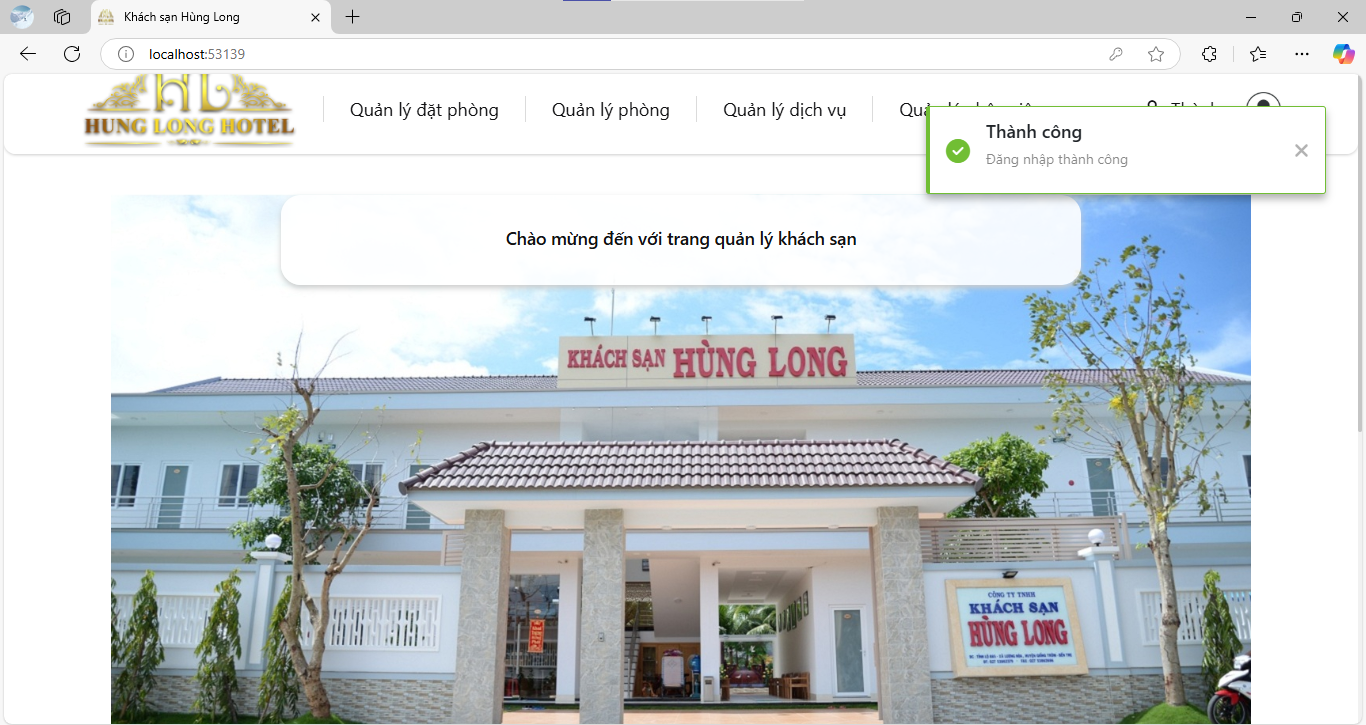 Khách sạn Hùng Long
localhost:53139
HL
HUNG LONG HOTEL
Quản lý đặt phòng
Quản lý phòng
Quản lý dịch vụ
Thành công
Đăng nhập thành công
Chào mừng đến với trang quản lý khách sạn
KHÁCH SẠN HÙNG LONG
CÔNG TY TNHH
KHÁCH SẠN
HÙNG LONG